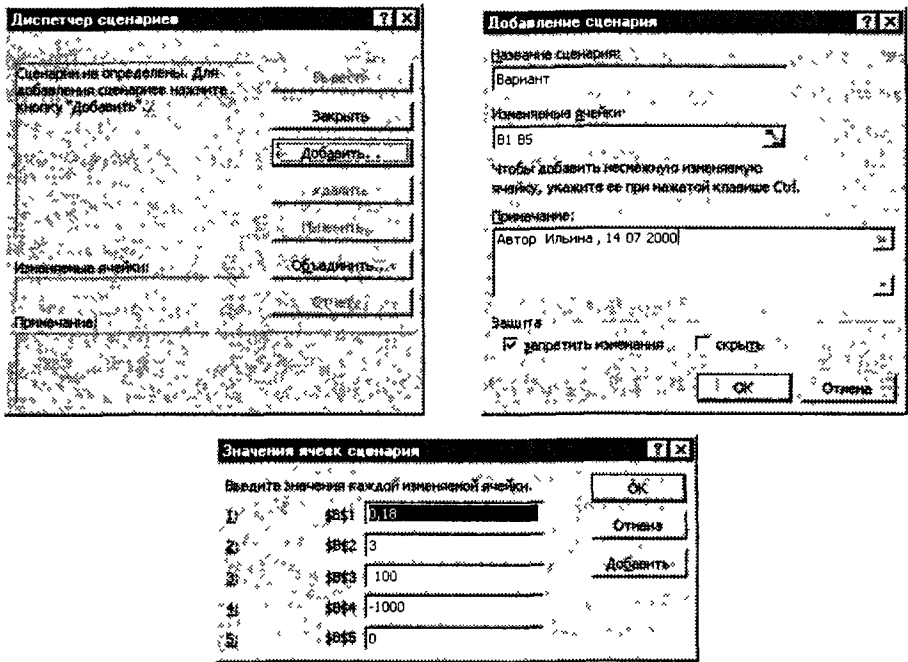 Диспетчер сценариев
Сценарии не определены. Для
добавления сценариев нажмите
кнопку "Добавить".
Вывести
Закрыть
Добавить...
Удалить
Изменить...
Объединить...
Отчет...
Изменяемые ячейки:
Примечание:
Добавление сценария
Название сценария:
Вариант
Изменяемые ячейки:
B1 B5
Чтобы добавить несмежную изменяемую
ячейку, укажите ее при нажатой клавише Ctrl.
Примечание:
Автор Ильина , 14 07 2000
Защита
запретить изменения
скрыть
OK
Отмена
Значения ячеек сценария
Введите значения каждой изменяемой ячейки.
1: $B$1 0,18
2: $B$2 3
3: $B$3 100
4: $B$4 -1000
5: $B$5 0
OK
Отмена
Добавить